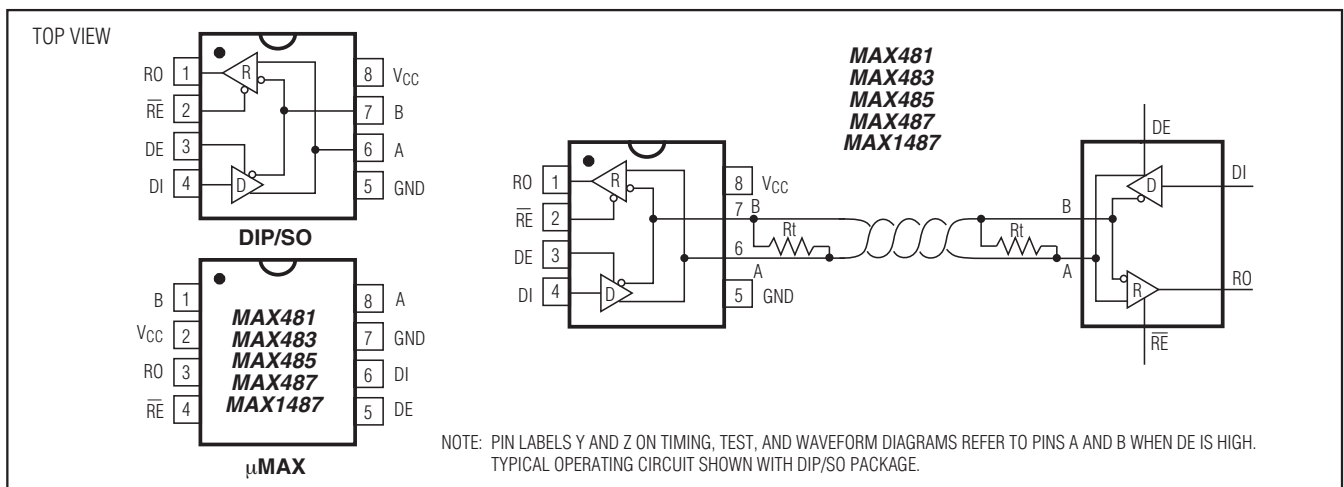 TOP VIEW
RO 1
R̅E̅ 2
DE 3
DI 4
R
D
8 VCC
7 B
6 A
5 GND
DIP/SO
B 1
VCC 2
RO 3
R̅E̅ 4
MAX481
MAX483
MAX485
MAX487
MAX1487
8 A
7 GND
6 DI
5 DE
µMAX
MAX481
MAX483
MAX485
MAX487
MAX1487
RO 1
R̅E̅ 2
DE 3
DI 4
R
D
8 VCC
7 B
6
A
5 GND
Rt
Rt
B
A
DE
D
DI
R
RO
R̅E̅
NOTE: PIN LABELS Y AND Z ON TIMING, TEST, AND WAVEFORM DIAGRAMS REFER TO PINS A AND B WHEN DE IS HIGH.
TYPICAL OPERATING CIRCUIT SHOWN WITH DIP/SO PACKAGE.